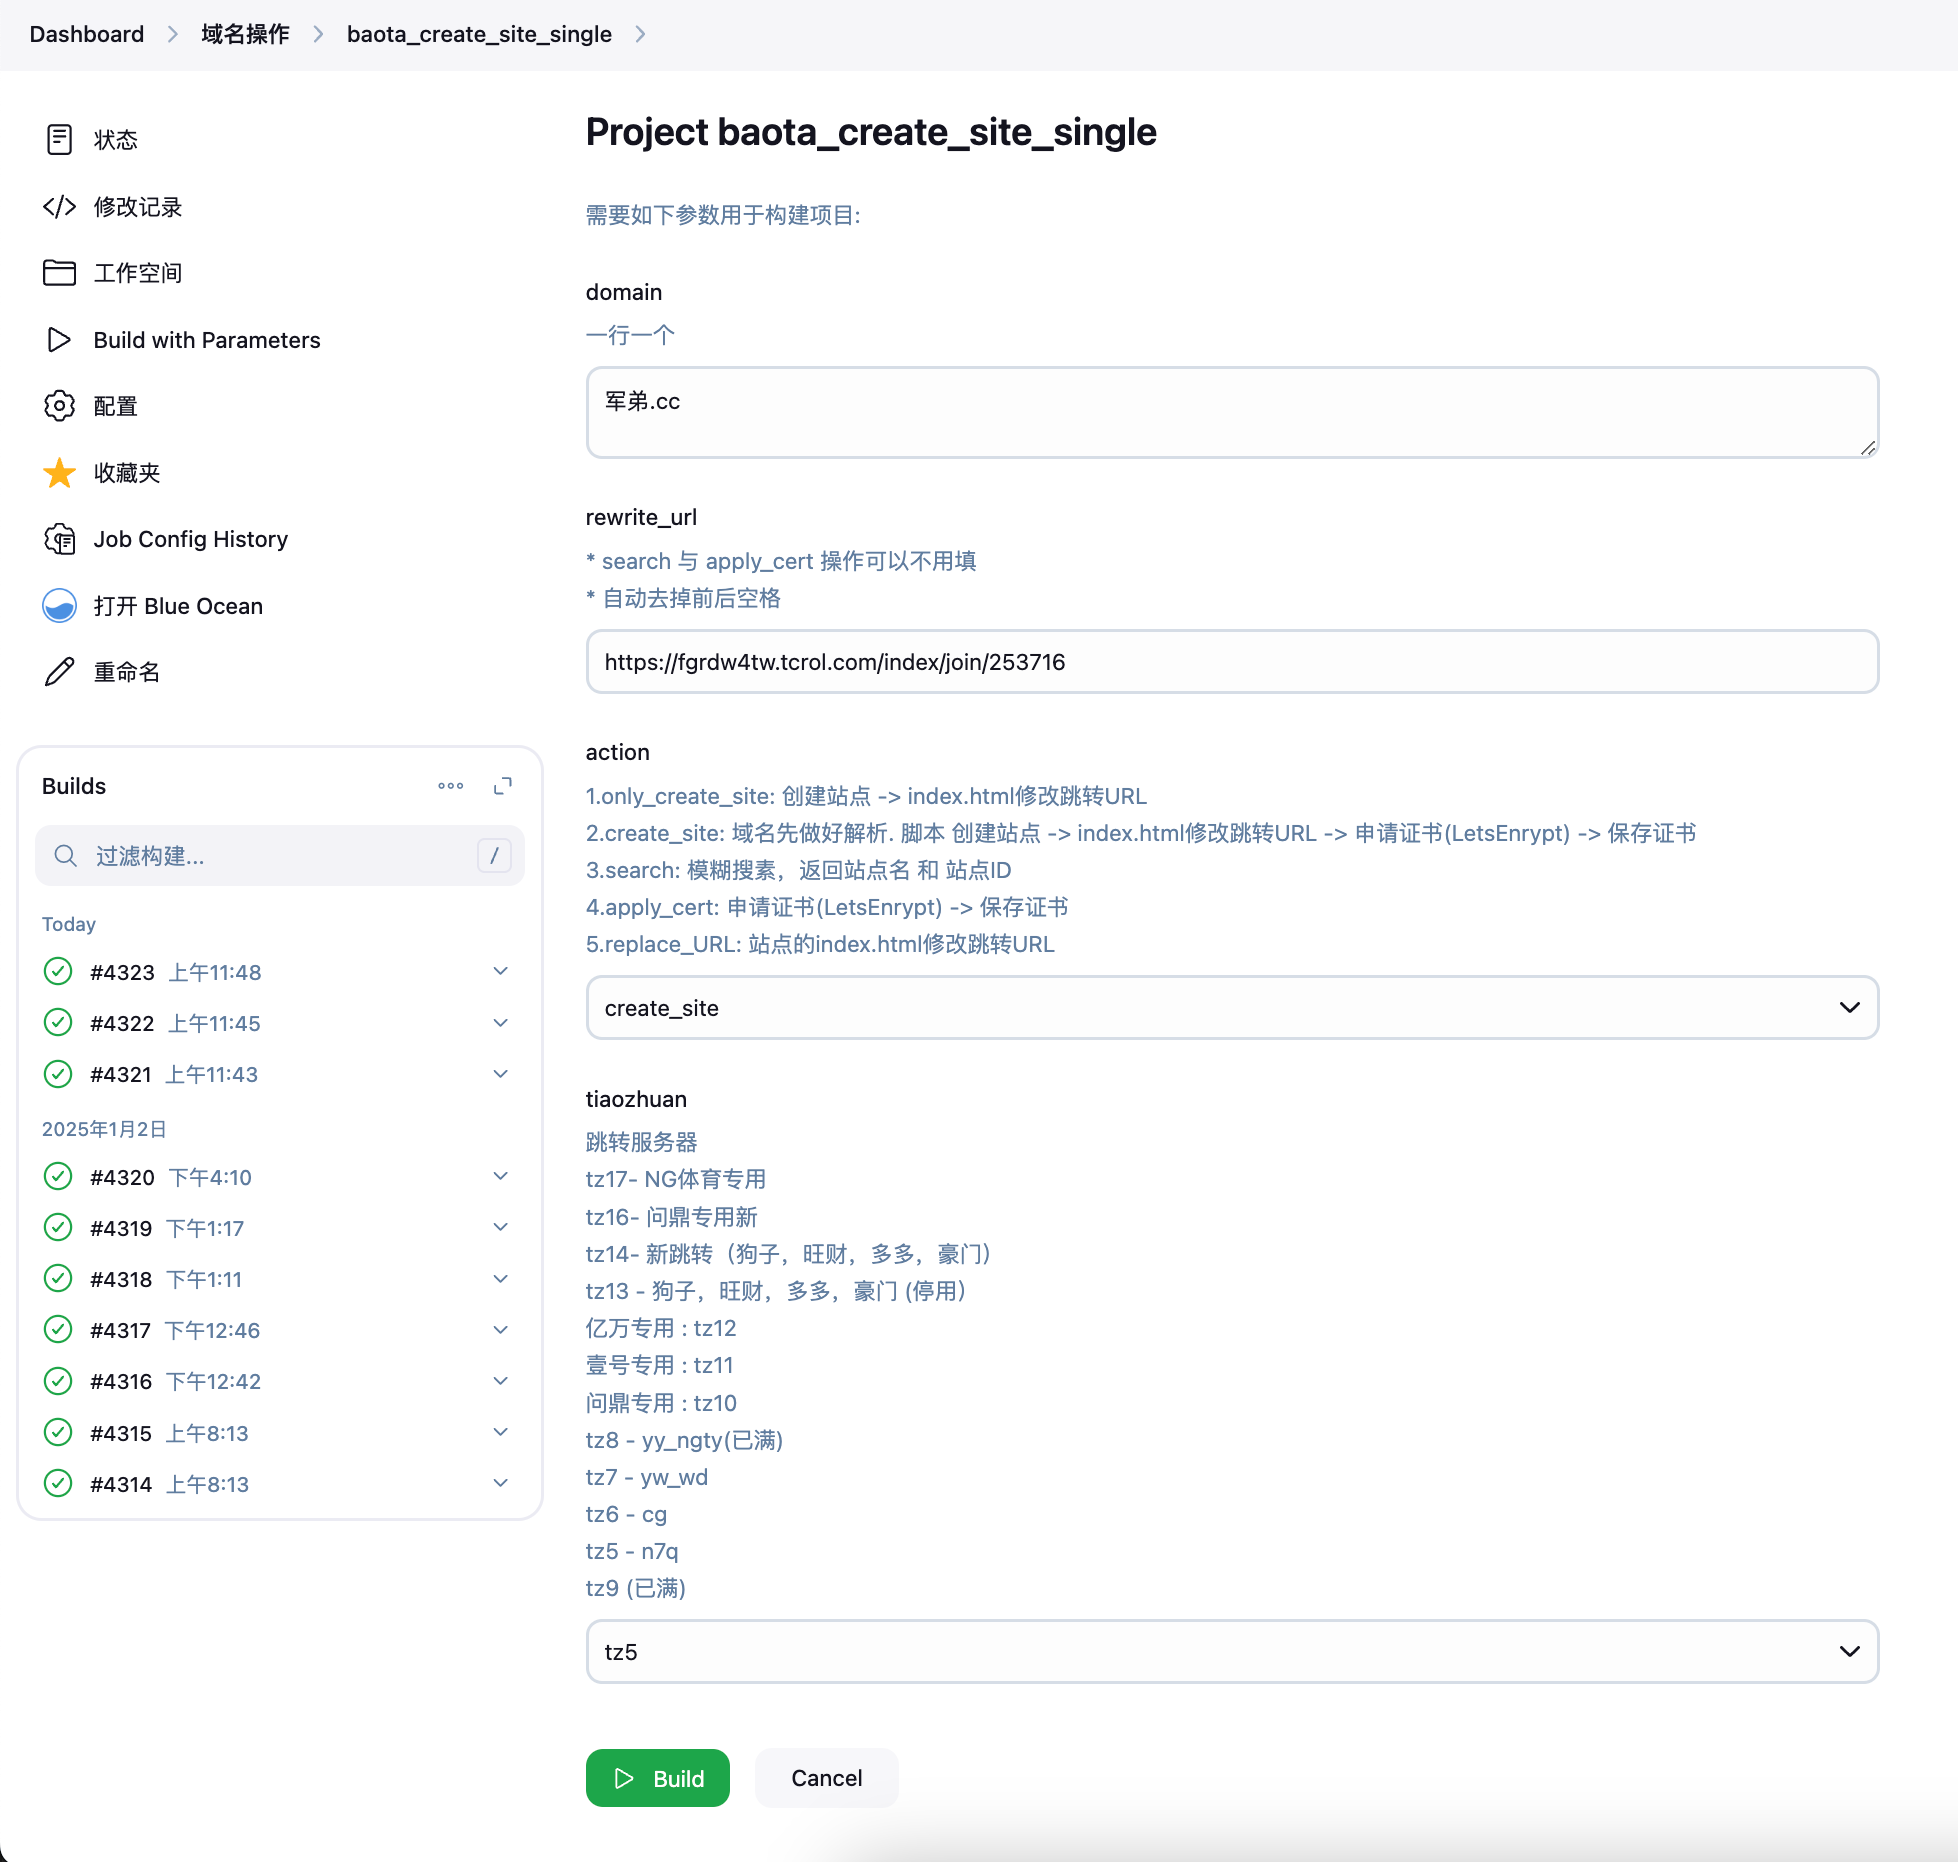 Dashboard > 域名操作 > baota_create_site_single >
状态
修改记录
工作空间
Build with Parameters
配置
收藏夹
Job Config History
打开 Blue Ocean
重命名
Builds
过滤构建... /
Today
#4323 上午11:48
#4322 上午11:45
#4321 上午11:43
2025年1月2日
#4320 下午4:10
#4319 下午1:17
#4318 下午1:11
#4317 下午12:46
#4316 下午12:42
#4315 上午8:13
#4314 上午8:13
Project baota_create_site_single
需要如下参数用于构建项目:
domain
一行一个
军弟.cc
rewrite_url
* search 与 apply_cert 操作可以不用填
* 自动去掉前后空格
https://fgrdw4tw.tcrol.com/index/join/253716
action
1.only_create_site: 创建站点 -> index.html修改跳转URL
2.create_site: 域名先做好解析. 脚本 创建站点 -> index.html修改跳转URL -> 申请证书(LetsEnrypt) -> 保存证书
3.search: 模糊搜素，返回站点名 和 站点ID
4.apply_cert: 申请证书(LetsEnrypt) -> 保存证书
5.replace_URL: 站点的index.html修改跳转URL
create_site
tiaozhuan
跳转服务器
tz17- NG体育专用
tz16- 问鼎专用新
tz14- 新跳转（狗子，旺财，多多，豪门）
tz13 - 狗子，旺财，多多，豪门 (停用）
亿万专用 : tz12
壹号专用 : tz11
问鼎专用 : tz10
tz8 - yy_ngty(已满)
tz7 - yw_wd
tz6 - cg
tz5 - n7q
tz9 (已满)
tz5
Build
Cancel